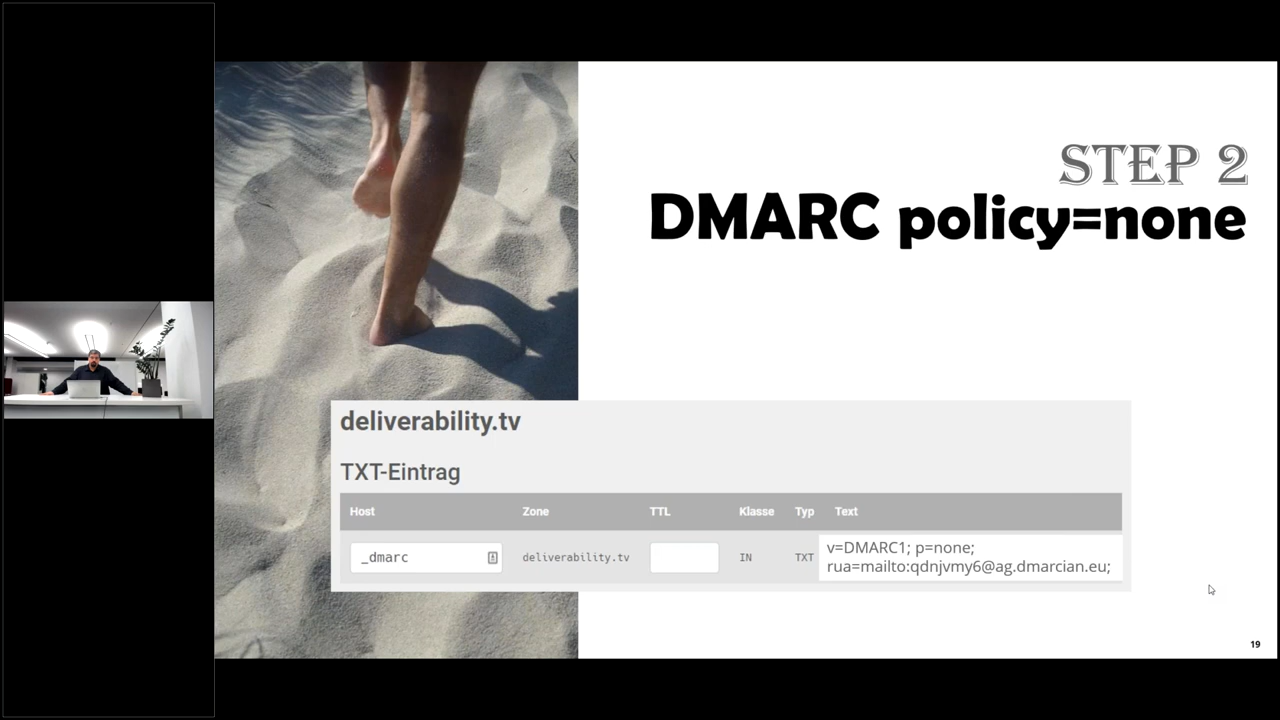 STEP 2
DMARC policy=none
deliverability.tv
TXT-Eintrag
Host Zone TTL Klasse Typ Text
_dmarc deliverability.tv IN TXT v=DMARC1; p=none;
rua=mailto:qdnjvmy6@ag.dmarcian.eu;
19